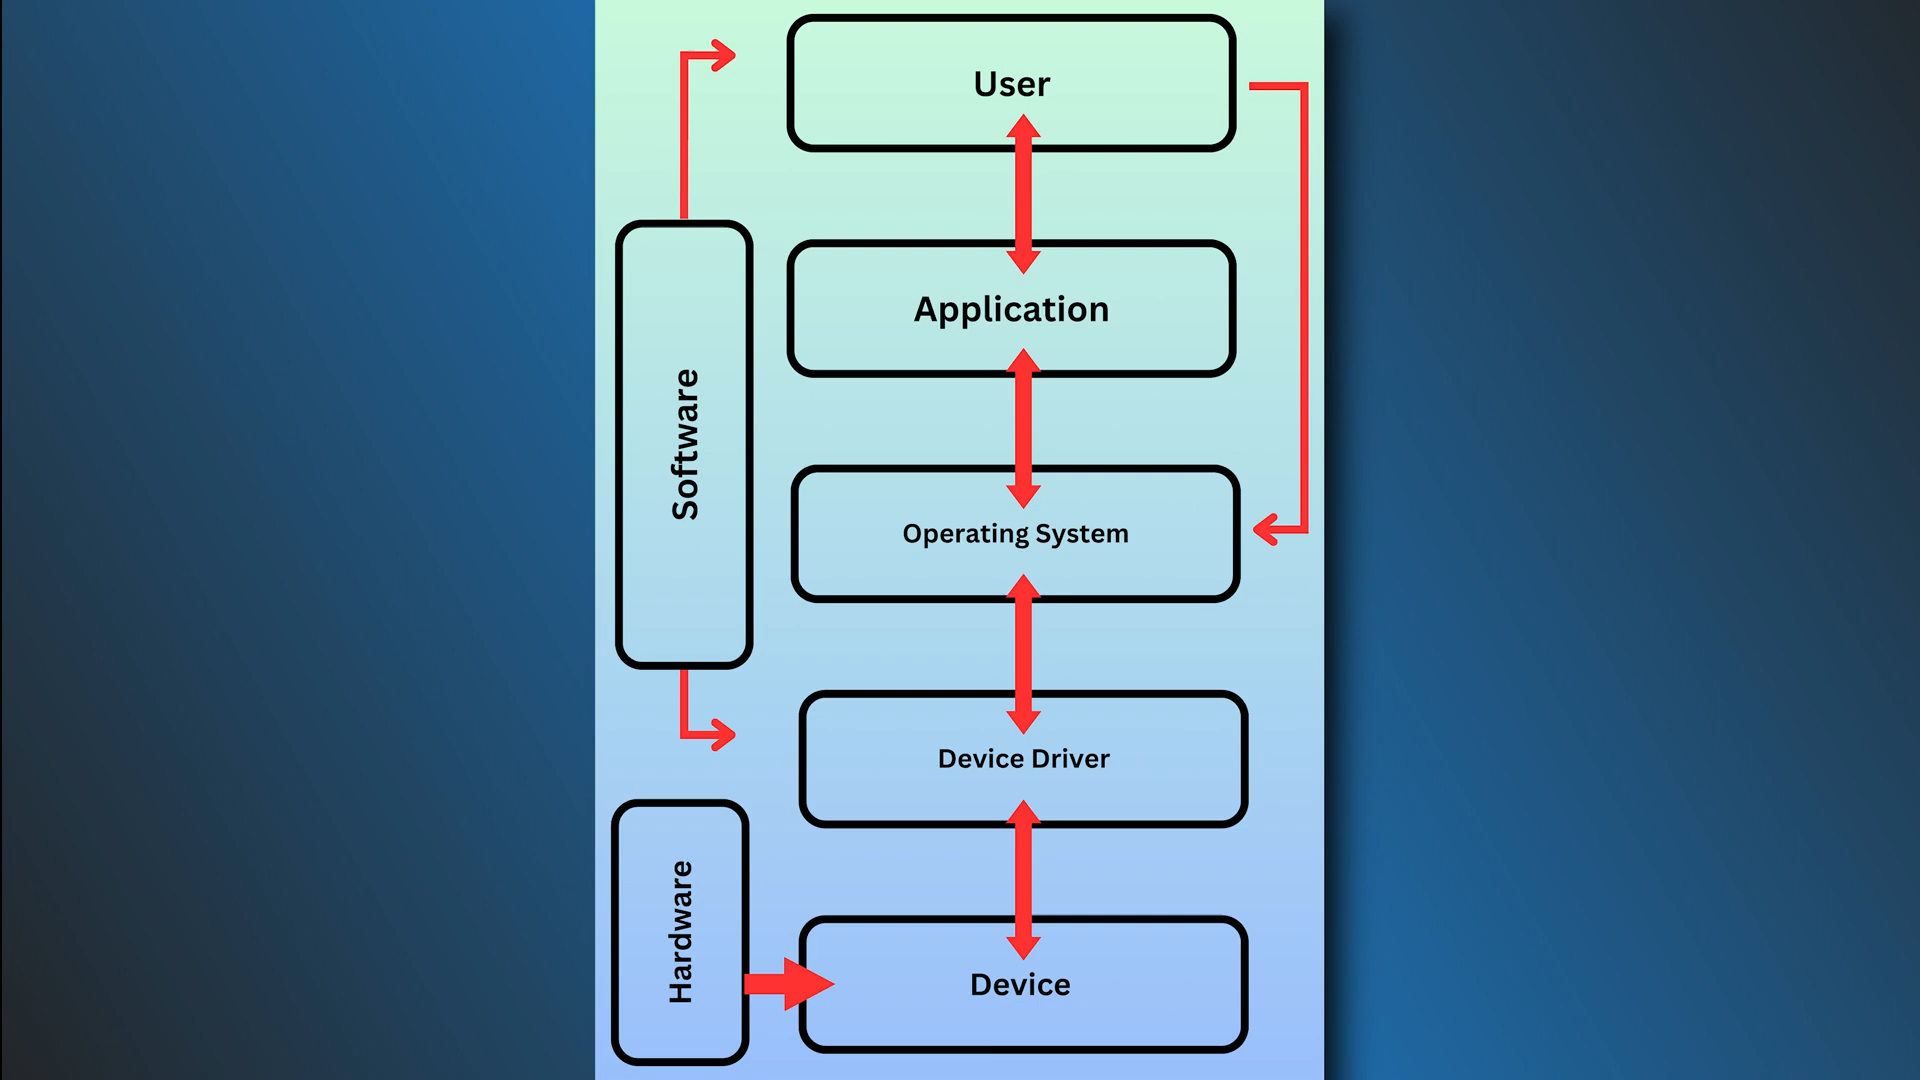 User
Application
Software
Operating System
Device Driver
Hardware
Device